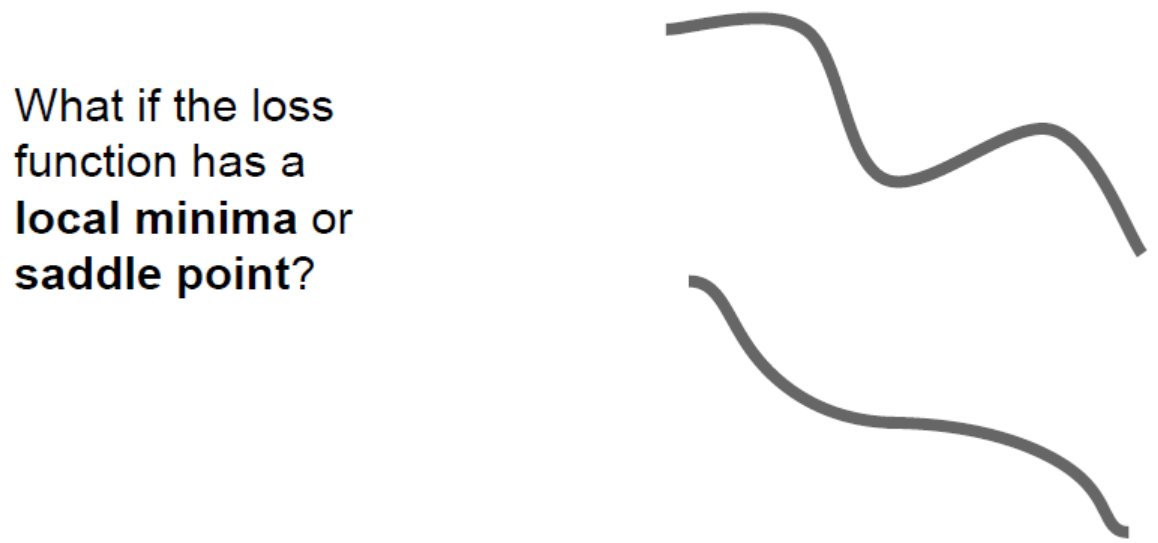 What if the loss
function has a
local minima or
saddle point?